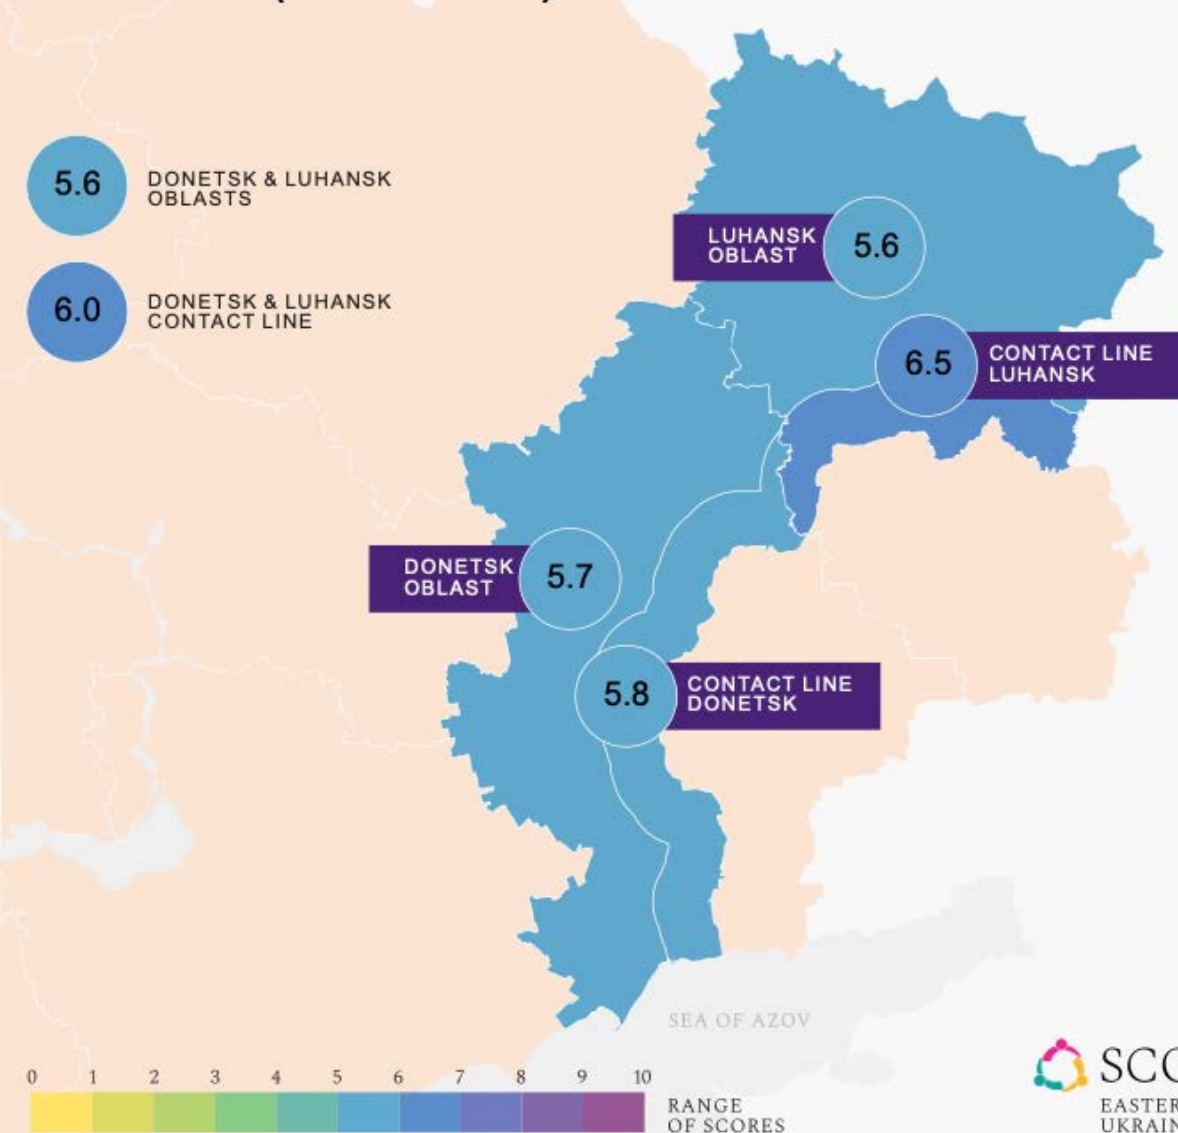 5.6
DONETSK & LUHANSK
OBLASTS
6.0
DONETSK & LUHANSK
CONTACT LINE
LUHANSK
OBLAST
5.6
6.5
CONTACT LINE
LUHANSK
DONETSK
OBLAST
5.7
5.8
CONTACT LINE
DONETSK
SEA OF AZOV
0 1 2 3 4 5 6 7 8 9 10
RANGE
OF SCORES